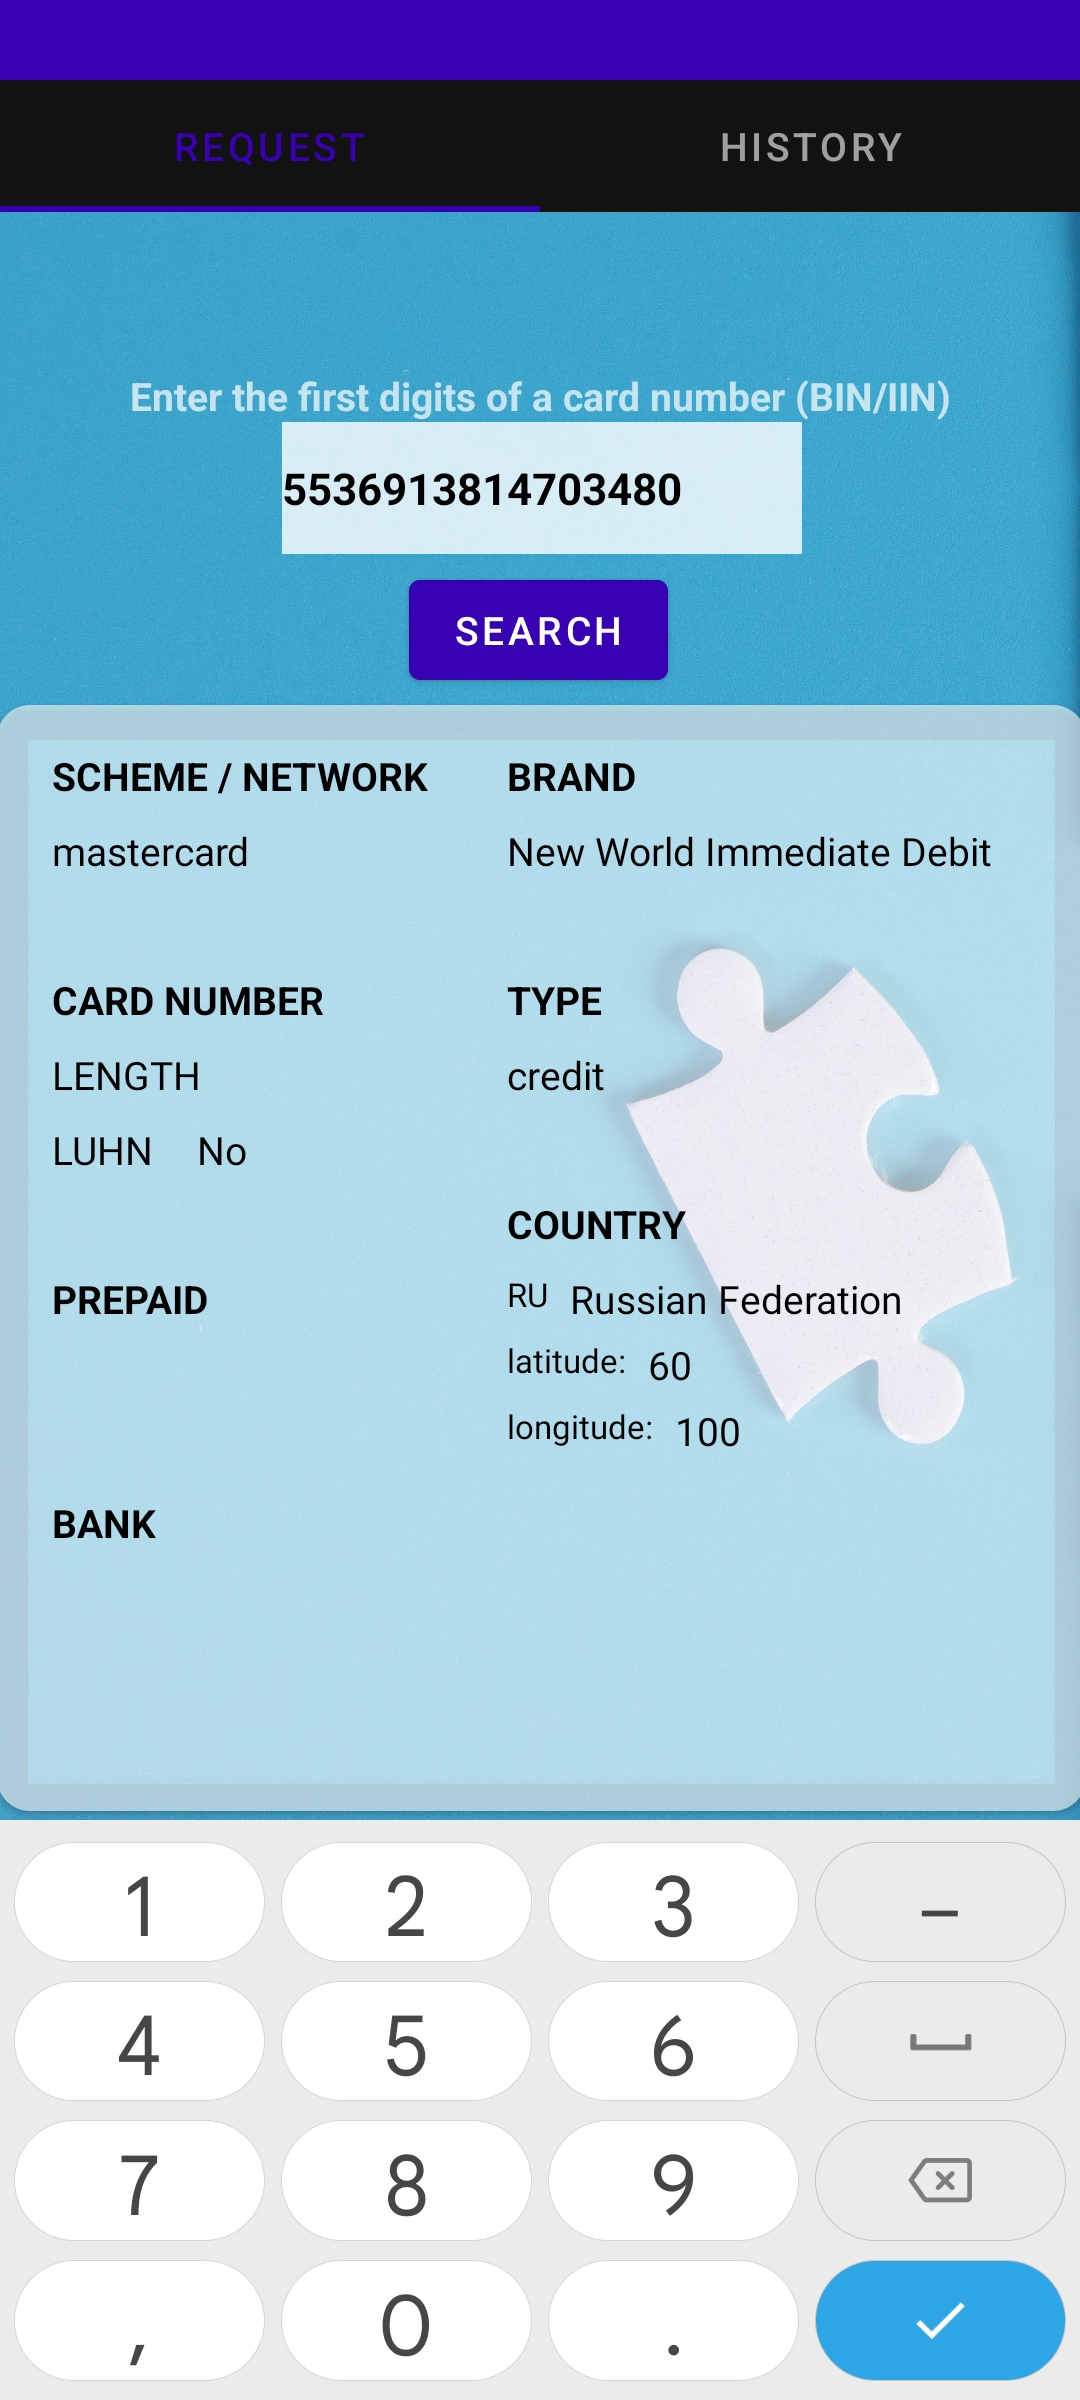 REQUEST
HISTORY
Enter the first digits of a card number (BIN/IIN)
5536913814703480
SEARCH
SCHEME / NETWORK
BRAND
mastercard
New World Immediate Debit
CARD NUMBER
TYPE
LENGTH
credit
LUHN No
COUNTRY
PREPAID
RU Russian Federation
latitude: 60
longitude: 100
BANK
1 2 3 –
4 5 6
7 8 9
, 0 .